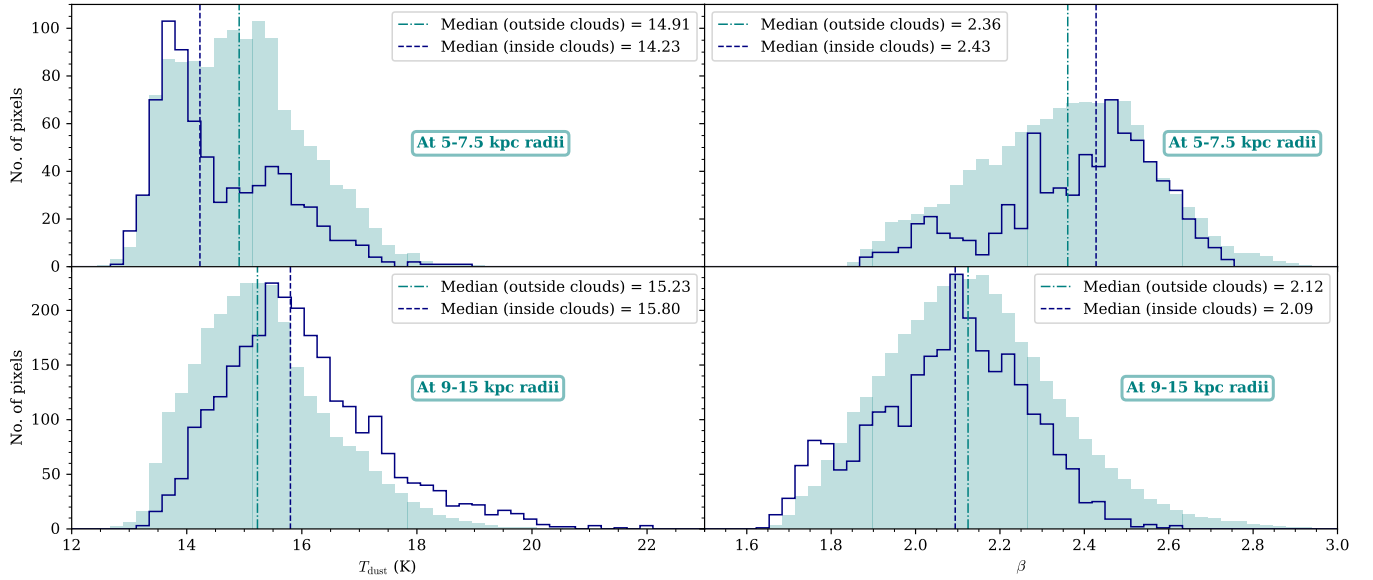 Median (outside clouds) = 14.91
Median (inside clouds) = 14.23
At 5-7.5 kpc radii
No. of pixels
100
80
60
40
20
0
Median (outside clouds) = 2.36
Median (inside clouds) = 2.43
At 5-7.5 kpc radii
Median (outside clouds) = 15.23
Median (inside clouds) = 15.80
At 9-15 kpc radii
No. of pixels
200
150
100
50
0
12 14 16 18 20 22
T_dust (K)
Median (outside clouds) = 2.12
Median (inside clouds) = 2.09
At 9-15 kpc radii
1.6 1.8 2.0 2.2 2.4 2.6 2.8 3.0
β